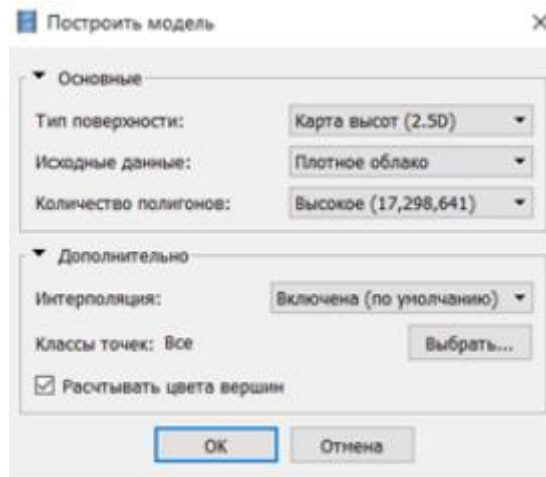 Построить модель
Основные
Тип поверхности: Карта высот (2.5D)
Исходные данные: Плотное облако
Количество полигонов: Высокое (17,298,641)
Дополнительно
Интерполяция: Включена (по умолчанию)
Классы точек: Все Выбрать...
Расчтывать цвета вершин
OK Отмена